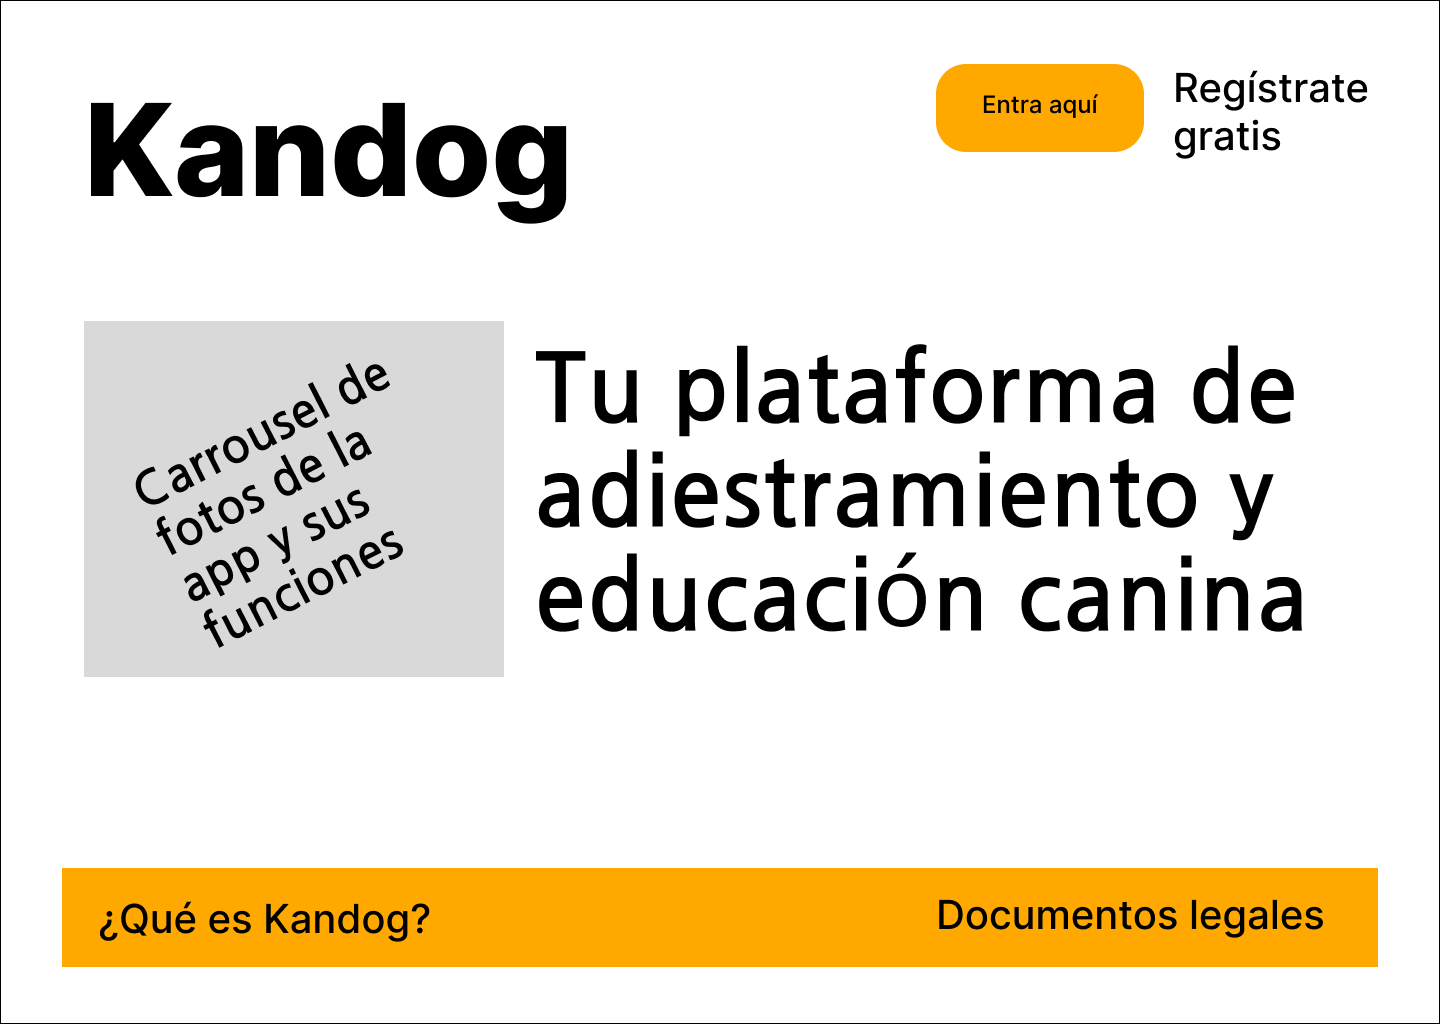 Kandog
Entra aquí
Regístrate
gratis
Carrousel de
fotos de la
app y sus
funciones
Tu plataforma de
adiestramiento y
educación canina
¿Qué es Kandog?
Documentos legales